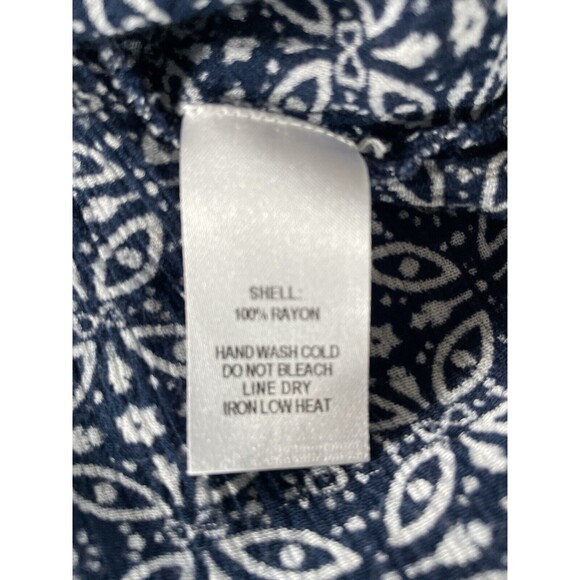 SHELL:
100% RAYON
HAND WASH COLD
DO NOT BLEACH
LINE DRY
IRON LOW HEAT